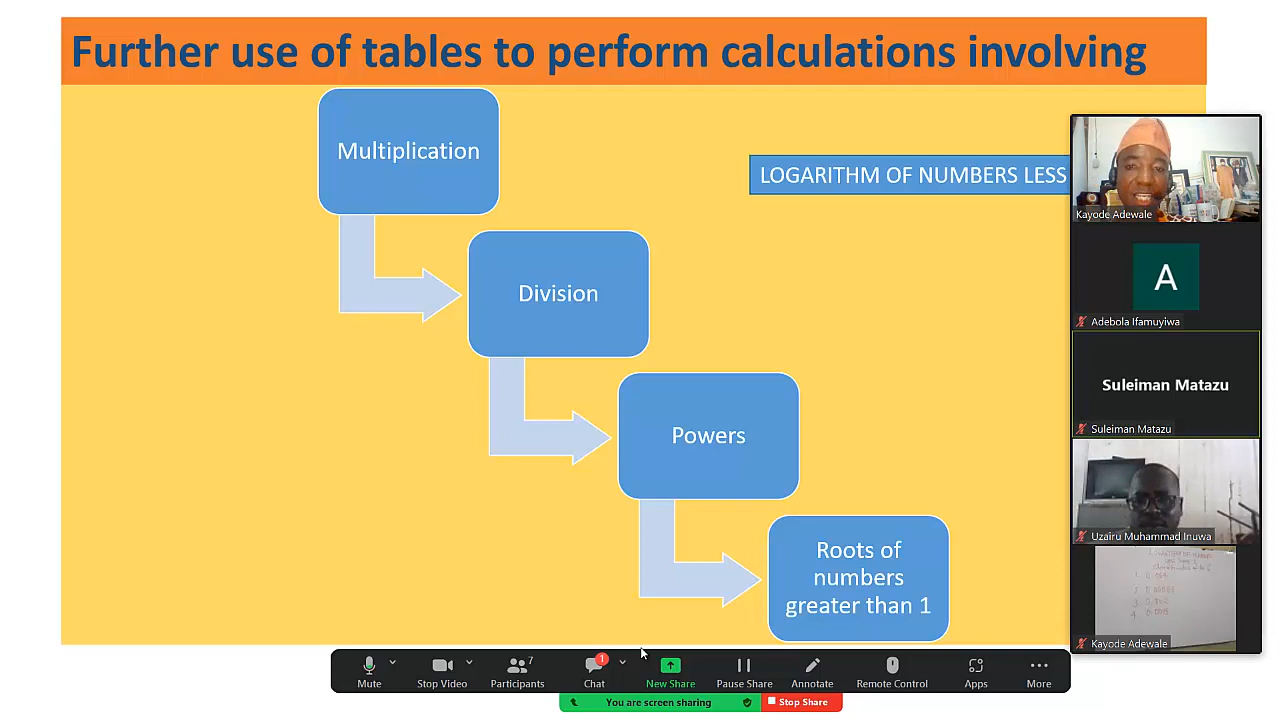 Further use of tables to perform calculations involving
Multiplication
LOGARITHM OF NUMBERS LESS
Division
Powers
Roots of
numbers
greater than 1
Kayode Adewale
A
Adebola Ifamuyiwa
Suleiman Matazu
Suleiman Matazu
Uzairu Muhammad Inuwa
Kayode Adewale
Mute
Stop Video
7
Participants
1
Chat
New Share
Pause Share
Annotate
Remote Control
Apps
More
You are screen sharing
Stop Share